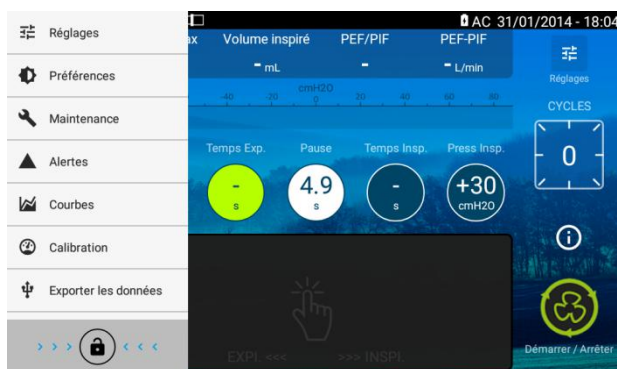 Réglages
Préférences
Maintenance
Alertes
Courbes
Calibration
Exporter les données
> > > < < <
AC 31/01/2014 - 18:04
Volume inspiré PEF/PIF PEF-PIF
- mL - - L/min
cmH2O
-40 -20 0 20 40 60 80
Temps Exp. Pause Temps Insp. Press Insp.
- 4.9 - +30
s s s cmH2O
EXPI. <<< >>> INSPI.
Réglages
CYCLES
0
Démarrer / Arrêter